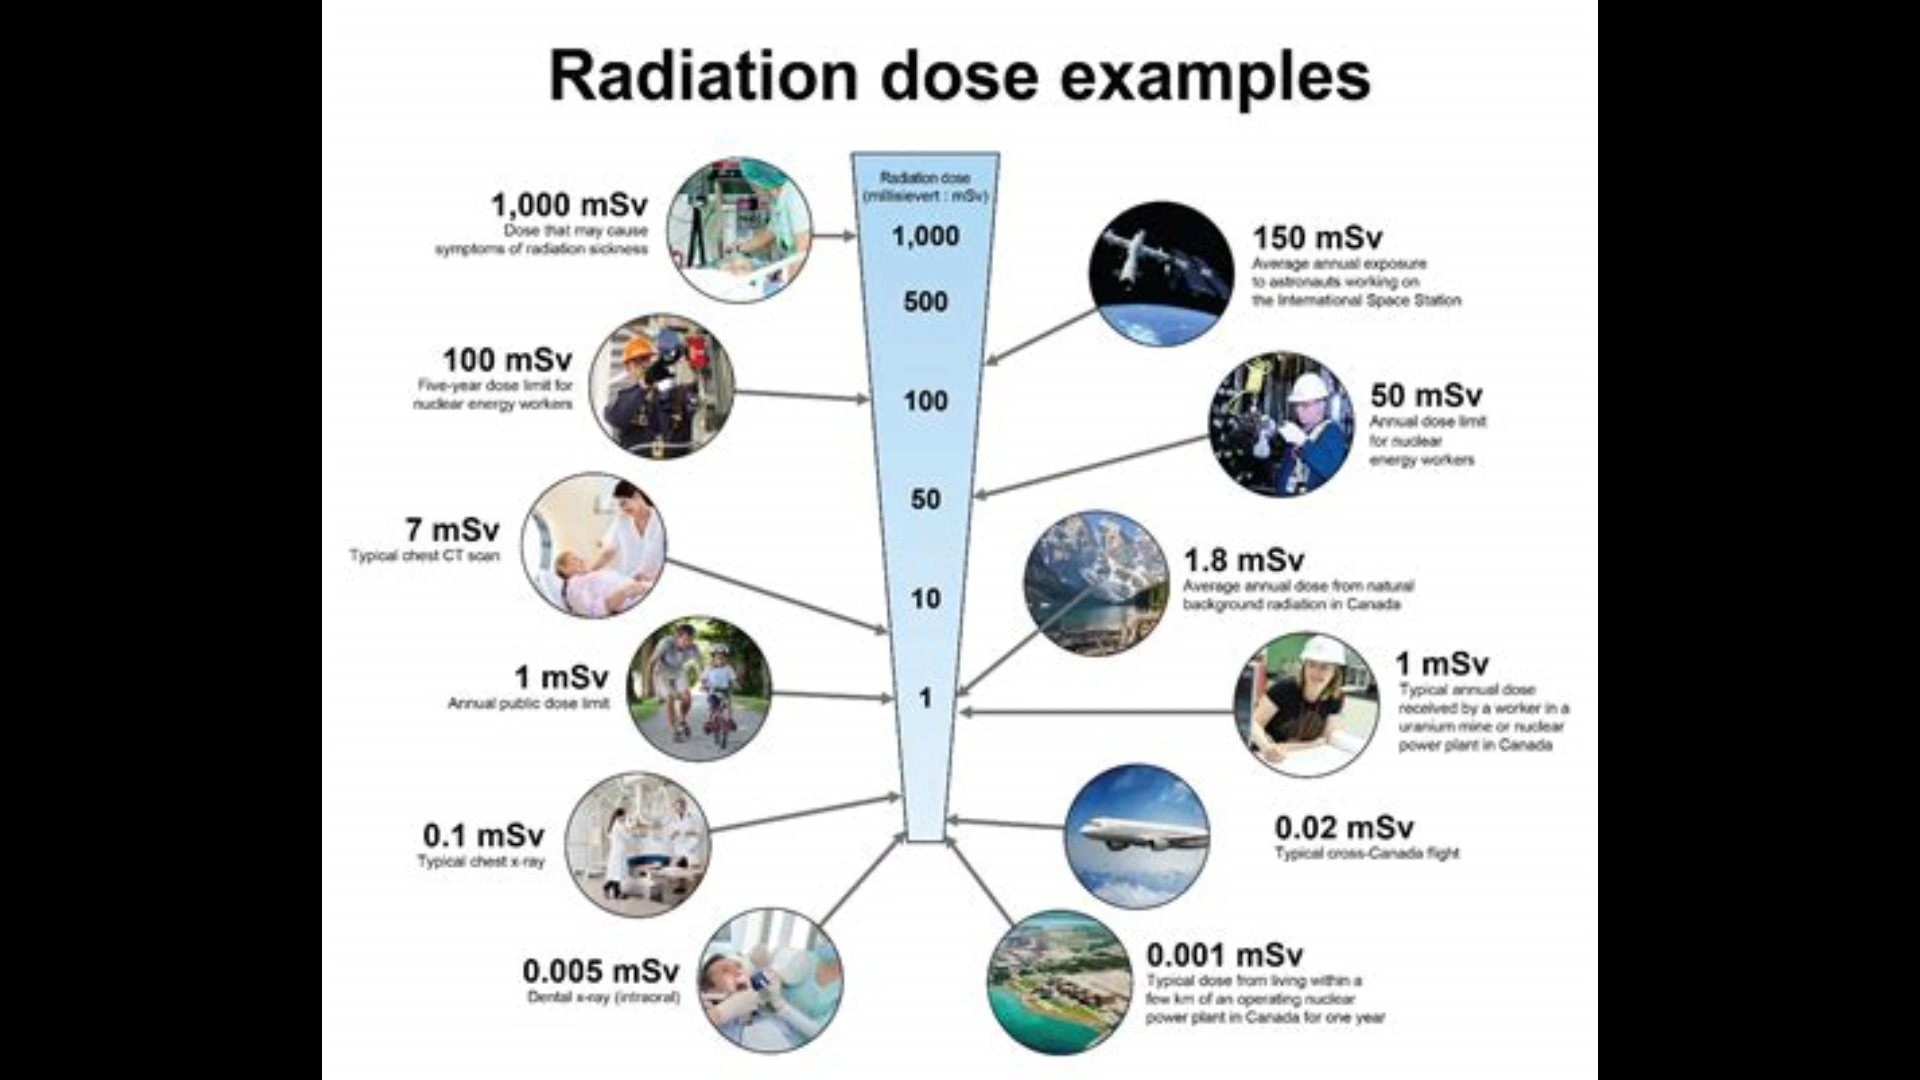 Radiation dose examples
Radiation dose
(millisievert : mSv)
1,000
500
100
50
10
1
1,000 mSv
Dose that may cause
symptoms of radiation sickness
150 mSv
Average annual exposure
to astronauts working on
the International Space Station
100 mSv
Five-year dose limit for
nuclear energy workers
50 mSv
Annual dose limit
for nuclear
energy workers
7 mSv
Typical chest CT scan
1.8 mSv
Average annual dose from natural
background radiation in Canada
1 mSv
Annual public dose limit
1 mSv
Typical annual dose
received by a worker in a
uranium mine or nuclear
power plant in Canada
0.1 mSv
Typical chest x-ray
0.02 mSv
Typical cross-Canada flight
0.005 mSv
Dental x-ray (intraoral)
0.001 mSv
Typical dose from living within a
few km of an operating nuclear
power plant in Canada for one year